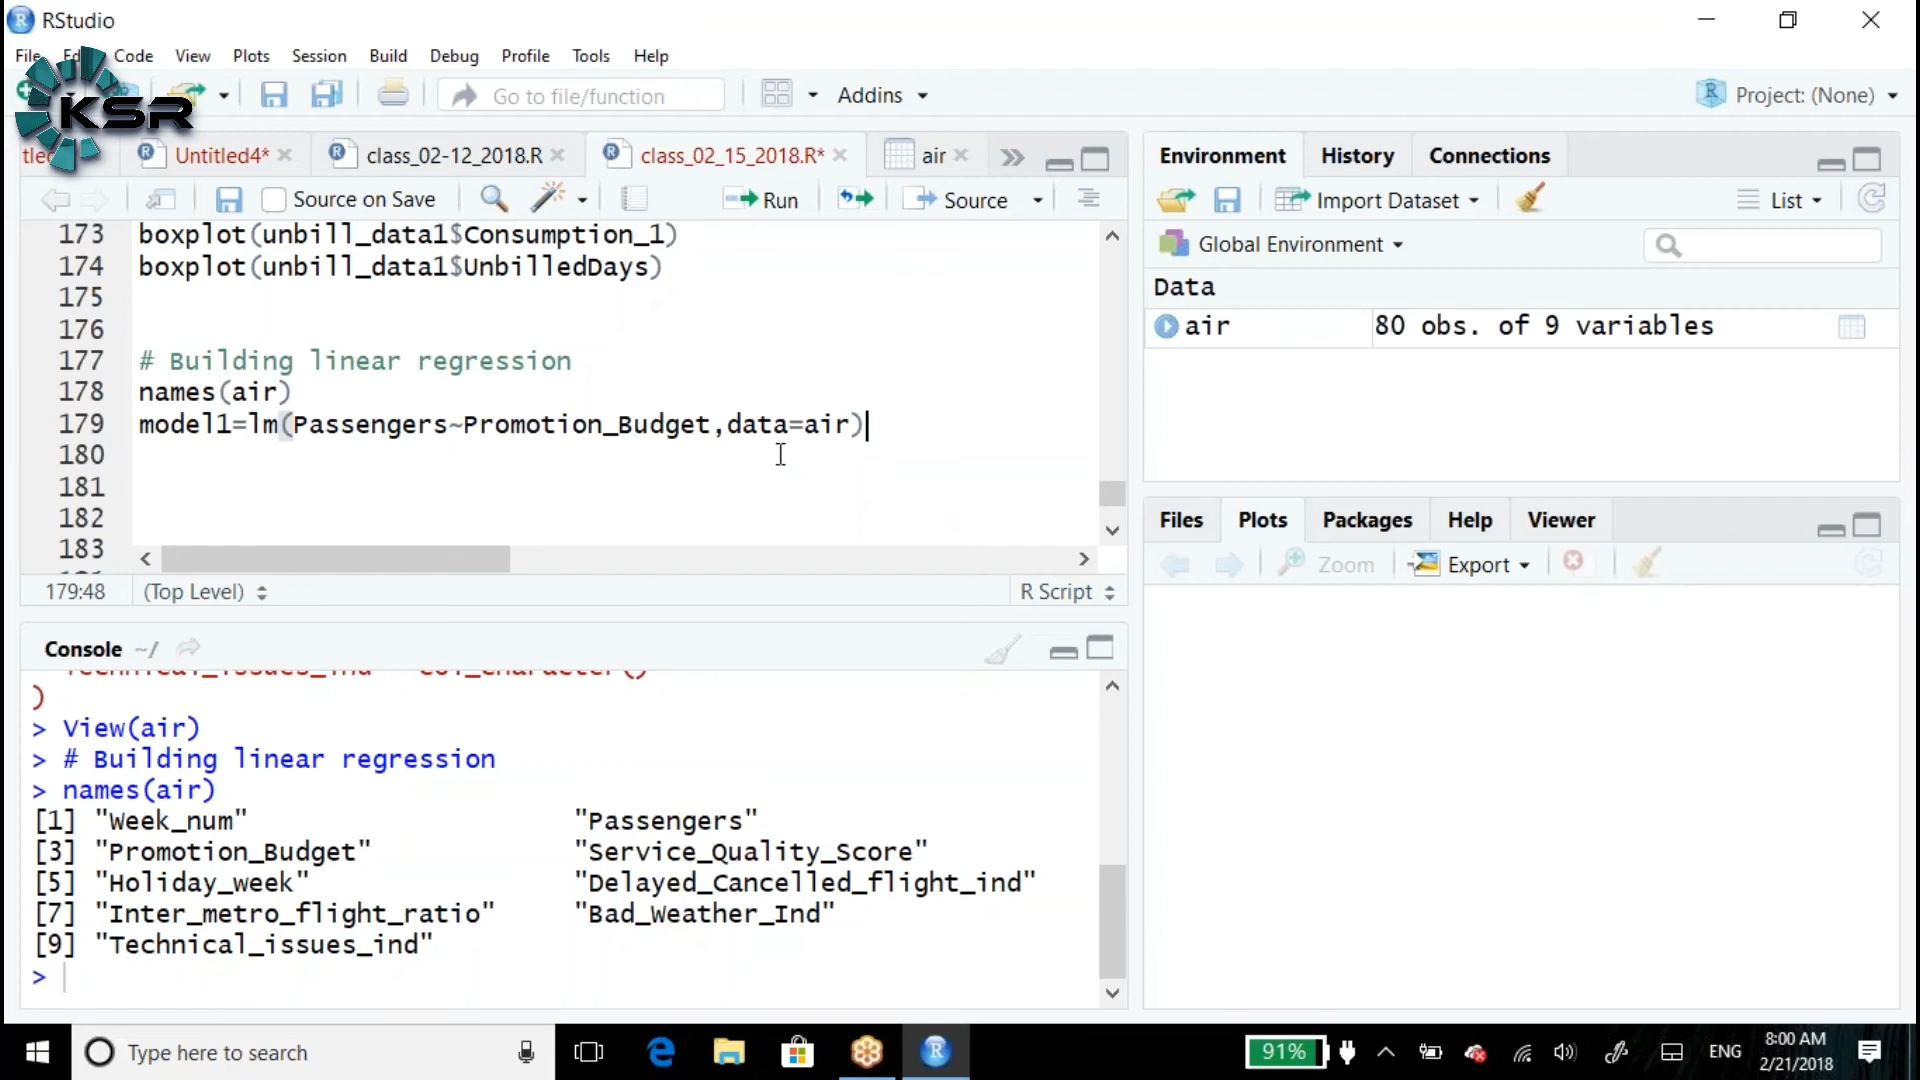 RStudio
File Edit Code View Plots Session Build Debug Profile Tools Help
KSR
Go to file/function
Addins
Project: (None)
Untitled4*
class_02-12_2018.R
class_02_15_2018.R*
air
Source on Save
Run
Source
173 boxplot(unbill_data1$Consumption_1)
174 boxplot(unbill_data1$UnbilledDays)
175
176
177 # Building linear regression
178 names(air)
179 model1=lm(Passengers~Promotion_Budget,data=air)
180
181
182
183
179:48 (Top Level) R Script
Console ~/
)
> View(air)
> # Building linear regression
> names(air)
[1] "Week_num" "Passengers"
[3] "Promotion_Budget" "Service_Quality_Score"
[5] "Holiday_week" "Delayed_Cancelled_flight_ind"
[7] "Inter_metro_flight_ratio" "Bad_Weather_Ind"
[9] "Technical_issues_ind"
>
Environment History Connections
Import Dataset List
Global Environment
Data
air 80 obs. of 9 variables
Files Plots Packages Help Viewer
Zoom Export
Type here to search
91%
ENG
8:00 AM
2/21/2018